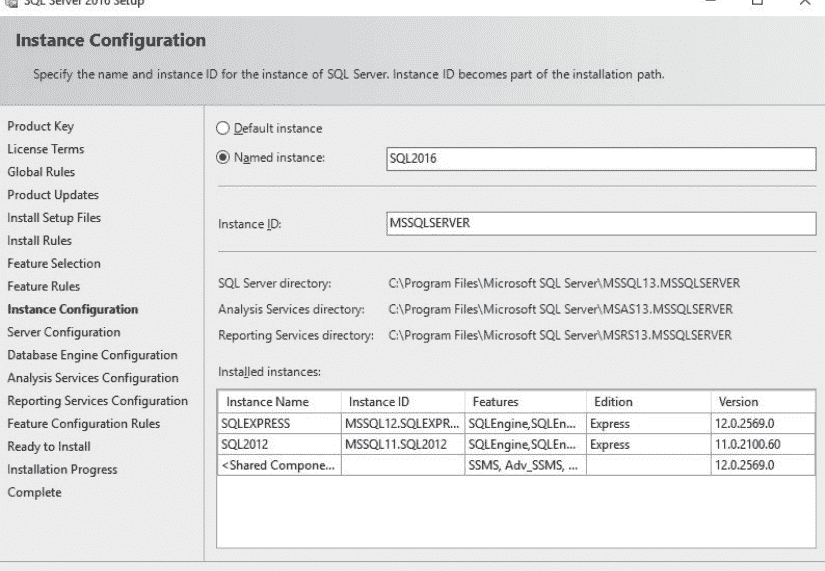 SQL Server 2016 Setup
Instance Configuration
Specify the name and instance ID for the instance of SQL Server. Instance ID becomes part of the installation path.
Product Key
License Terms
Global Rules
Product Updates
Install Setup Files
Install Rules
Feature Selection
Feature Rules
Instance Configuration
Server Configuration
Database Engine Configuration
Analysis Services Configuration
Reporting Services Configuration
Feature Configuration Rules
Ready to Install
Installation Progress
Complete
Default instance
Named instance: SQL2016
Instance ID: MSSQLSERVER
SQL Server directory: C:\Program Files\Microsoft SQL Server\MSSQL13.MSSQLSERVER
Analysis Services directory: C:\Program Files\Microsoft SQL Server\MSAS13.MSSQLSERVER
Reporting Services directory: C:\Program Files\Microsoft SQL Server\MSRS13.MSSQLSERVER
Installed instances:
Instance Name Instance ID Features Edition Version
SQLEXPRESS MSSQL12.SQLEXPR... SQLEngine,SQLEn... Express 12.0.2569.0
SQL2012 MSSQL11.SQL2012 SQLEngine,SQLEn... Express 11.0.2100.60
<Shared Compone... SSMS, Adv_SSMS, ... 12.0.2569.0